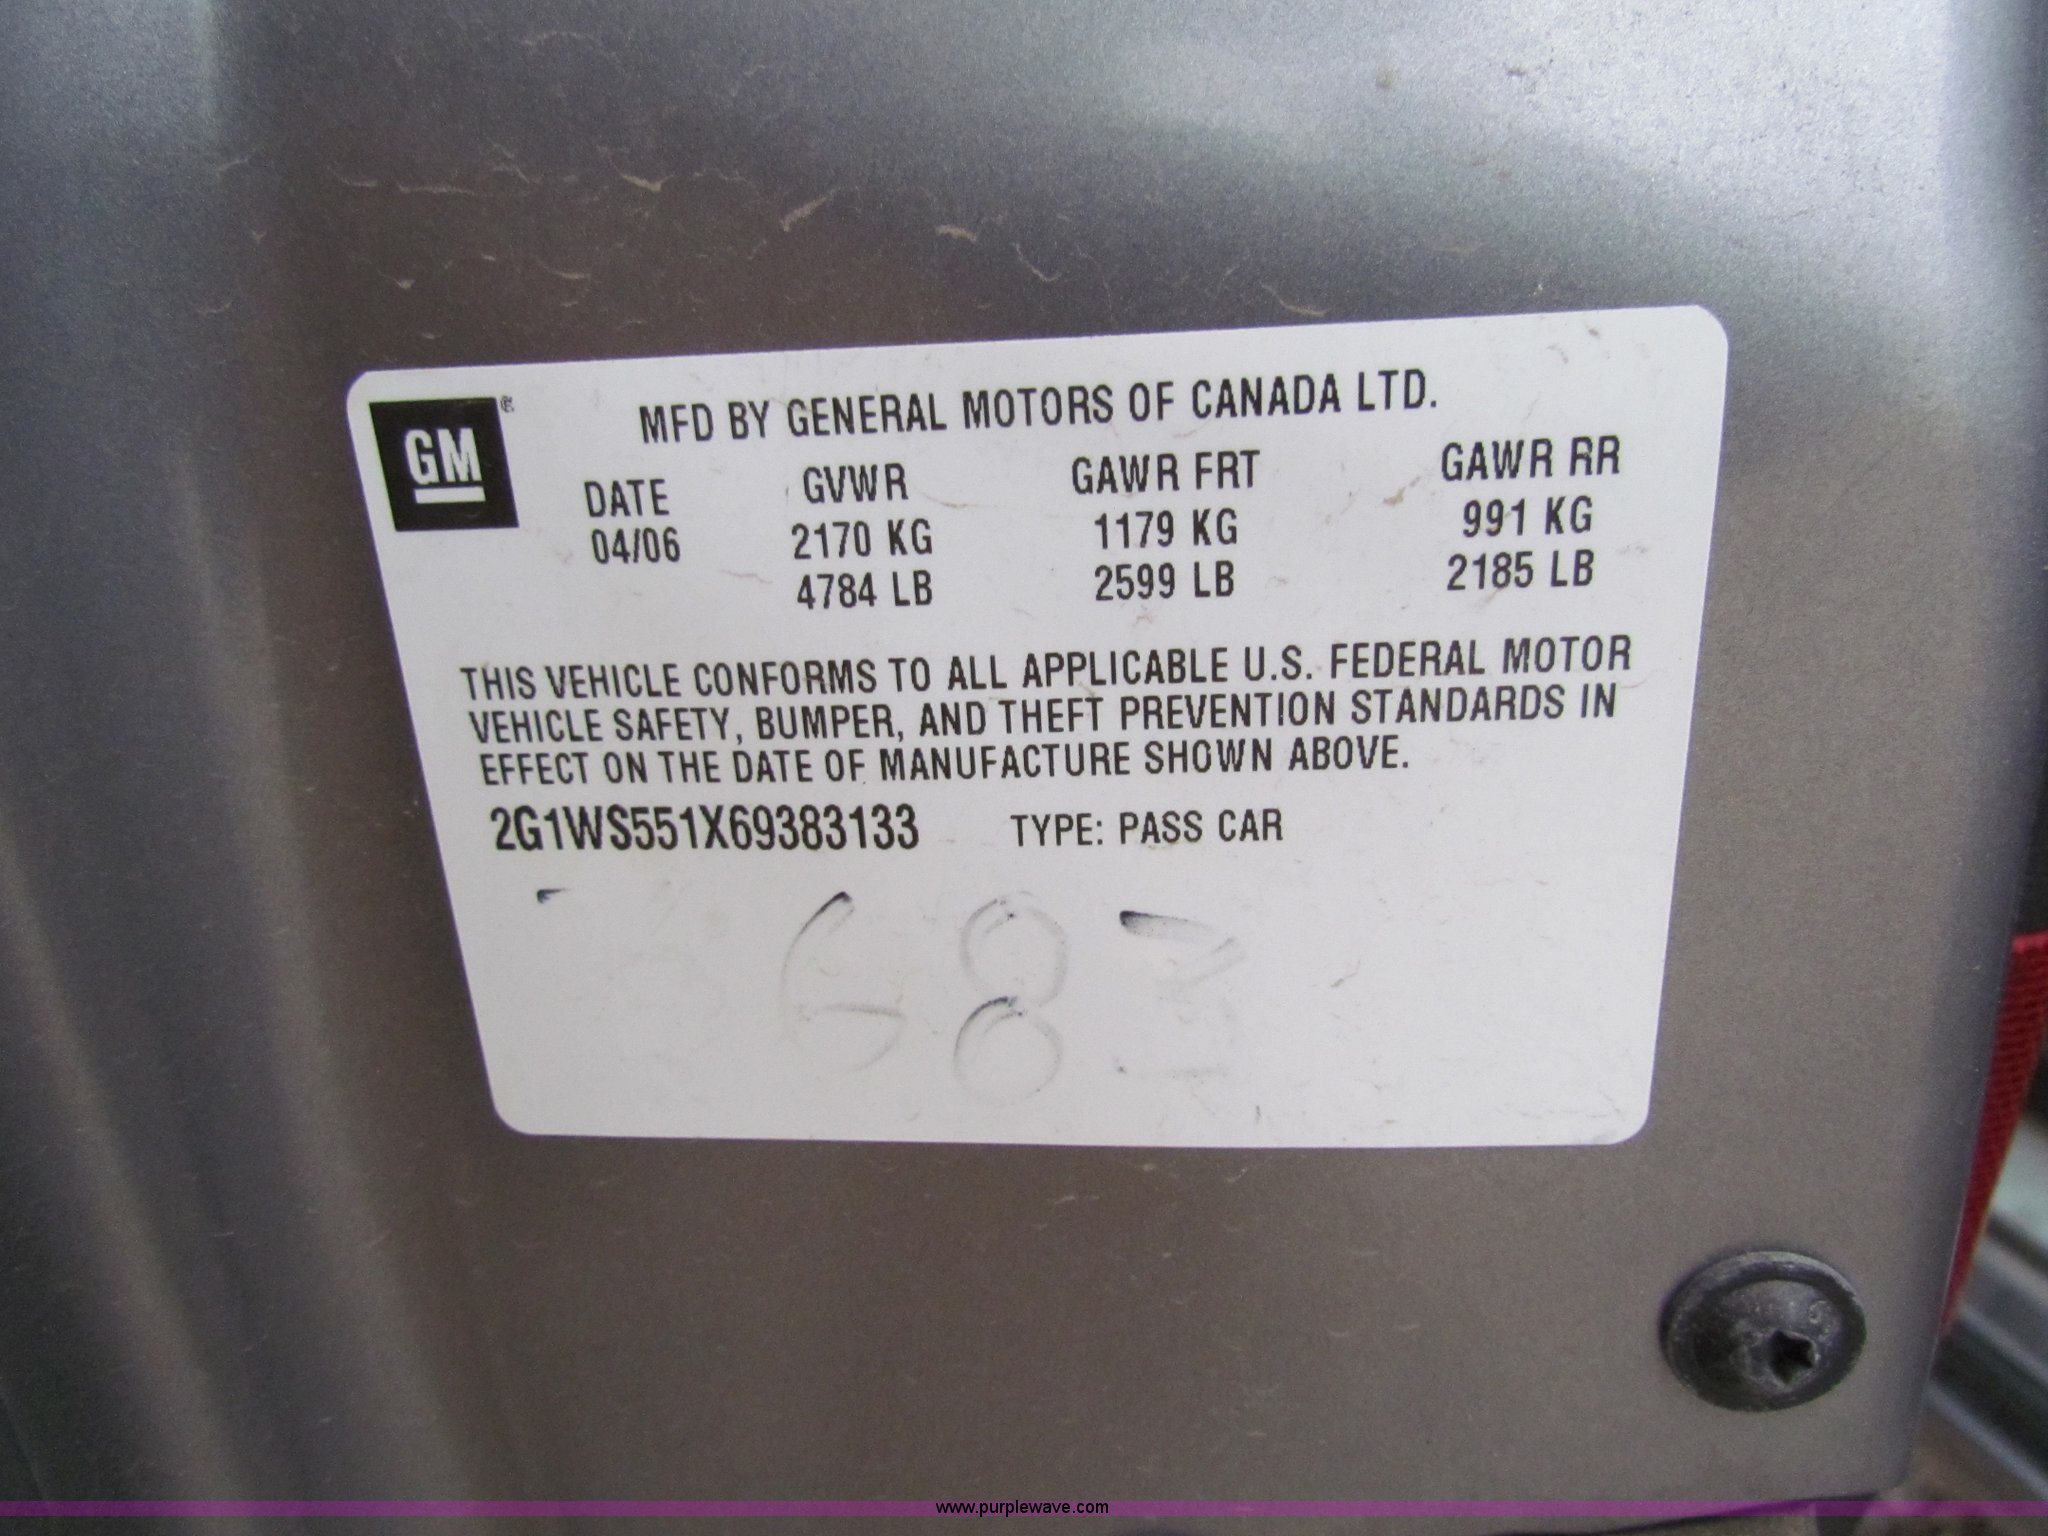 GM
MFD BY GENERAL MOTORS OF CANADA LTD.
DATE GVWR GAWR FRT GAWR RR
04/06 2170 KG 1179 KG 991 KG
4784 LB 2599 LB 2185 LB
THIS VEHICLE CONFORMS TO ALL APPLICABLE U.S. FEDERAL MOTOR
VEHICLE SAFETY, BUMPER, AND THEFT PREVENTION STANDARDS IN
EFFECT ON THE DATE OF MANUFACTURE SHOWN ABOVE.
2G1WS551X69383133 TYPE: PASS CAR
www.purplewave.com